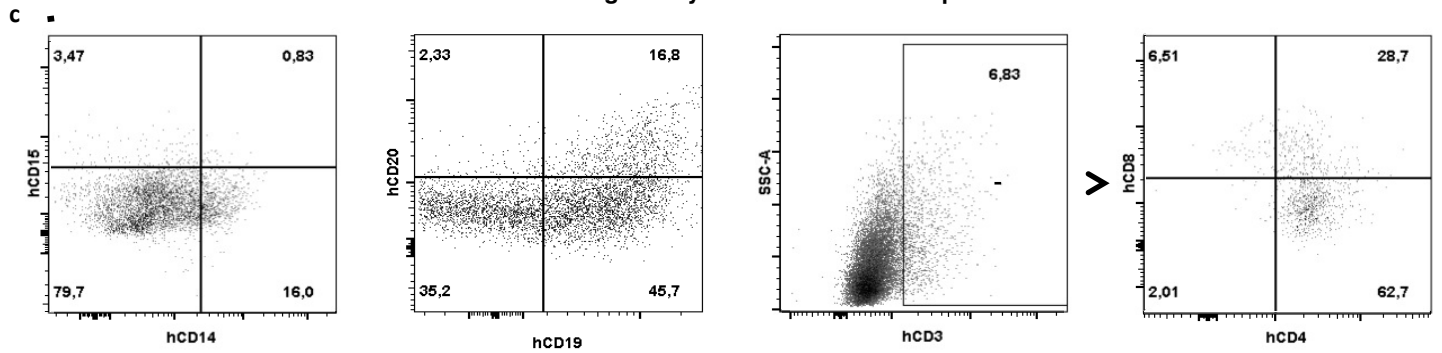 c
3,47
0,83
hCD15
79,7
16,0
hCD14
2,33
16,8
hCD20
35,2
45,7
hCD19
6,83
SSC-A
hCD3
>
6,51
28,7
hCD8
2,01
62,7
hCD4